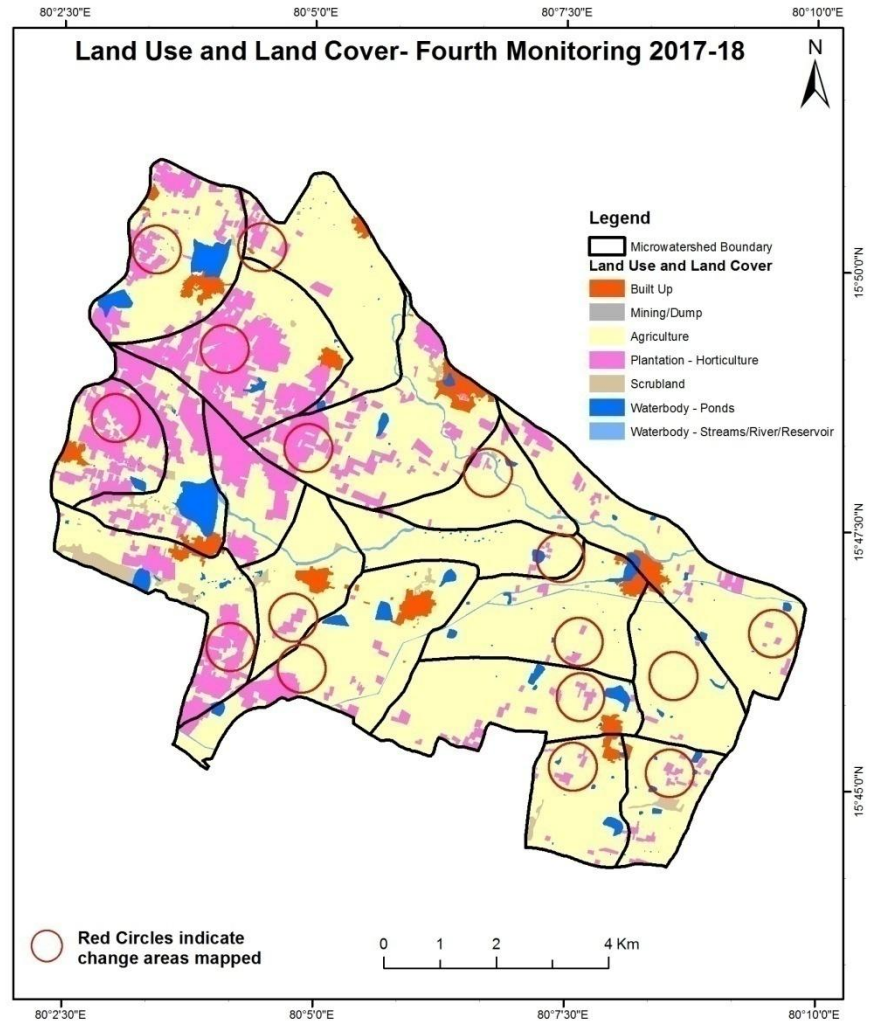 80°2'30"E 80°5'0"E 80°7'30"E 80°10'0"E
Land Use and Land Cover- Fourth Monitoring 2017-18
N
Legend
Microwatershed Boundary
Land Use and Land Cover
Built Up
Mining/Dump
Agriculture
Plantation - Horticulture
Scrubland
Waterbody - Ponds
Waterbody - Streams/River/Reservoir
15°50'0"N
15°47'30"N
15°45'0"N
Red Circles indicate
change areas mapped
0 1 2 4 Km
80°2'30"E 80°5'0"E 80°7'30"E 80°10'0"E